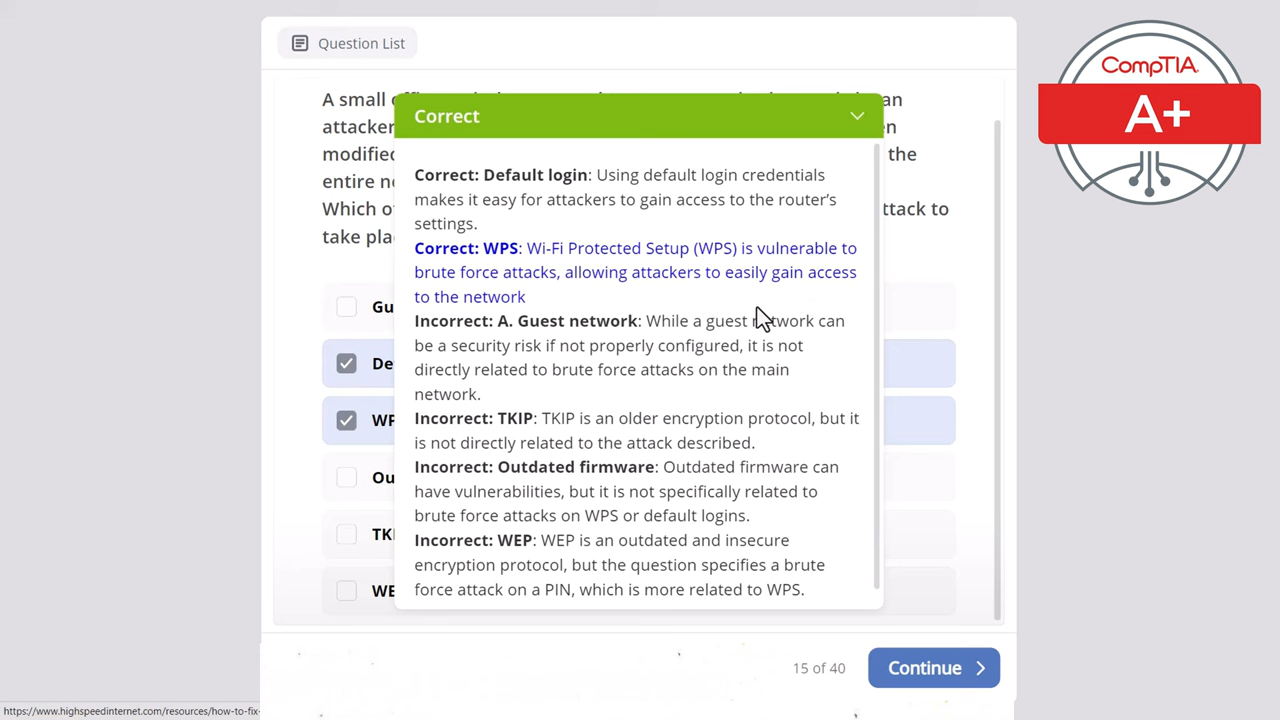 Question List
A small
an
attacker
en
modified
the
entire
Which
attack to
take
Correct
Correct: Default login: Using default login credentials
makes it easy for attackers to gain access to the router's
settings.
Correct: WPS: Wi-Fi Protected Setup (WPS) is vulnerable to
brute force attacks, allowing attackers to easily gain access
to the network
Incorrect: A. Guest network: While a guest network can
be a security risk if not properly configured, it is not
directly related to brute force attacks on the main
network.
Incorrect: TKIP: TKIP is an older encryption protocol, but it
is not directly related to the attack described.
Incorrect: Outdated firmware: Outdated firmware can
have vulnerabilities, but it is not specifically related to
brute force attacks on WPS or default logins.
Incorrect: WEP: WEP is an outdated and insecure
encryption protocol, but the question specifies a brute
force attack on a PIN, which is more related to WPS.
Gu
De
WP
Ou
TK
WE
15 of 40
Continue
https://www.highspeedinternet.com/resources/how-to-fix-
CompTIA
A+